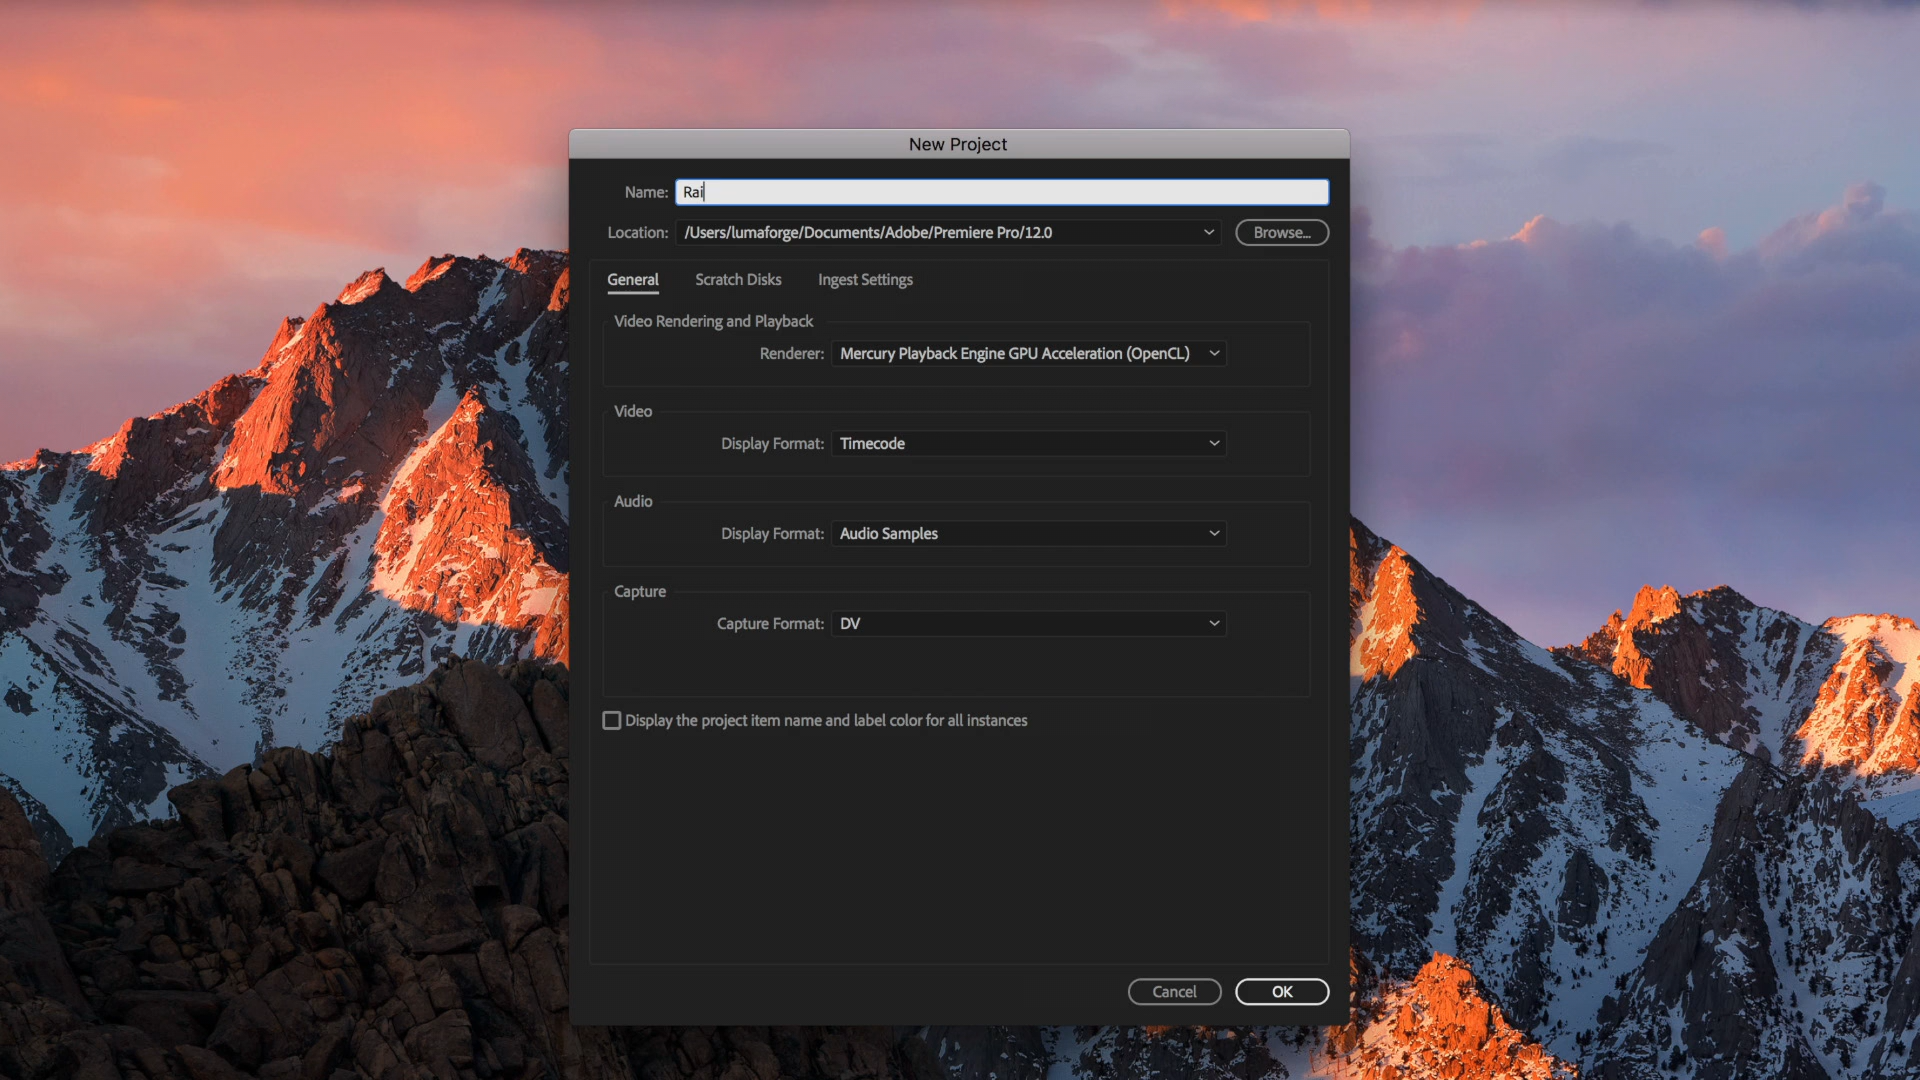 New Project
Name: Rai
Location: /Users/lumaforge/Documents/Adobe/Premiere Pro/12.0 Browse...
General Scratch Disks Ingest Settings
Video Rendering and Playback
Renderer: Mercury Playback Engine GPU Acceleration (OpenCL)
Video
Display Format: Timecode
Audio
Display Format: Audio Samples
Capture
Capture Format: DV
Display the project item name and label color for all instances
Cancel OK